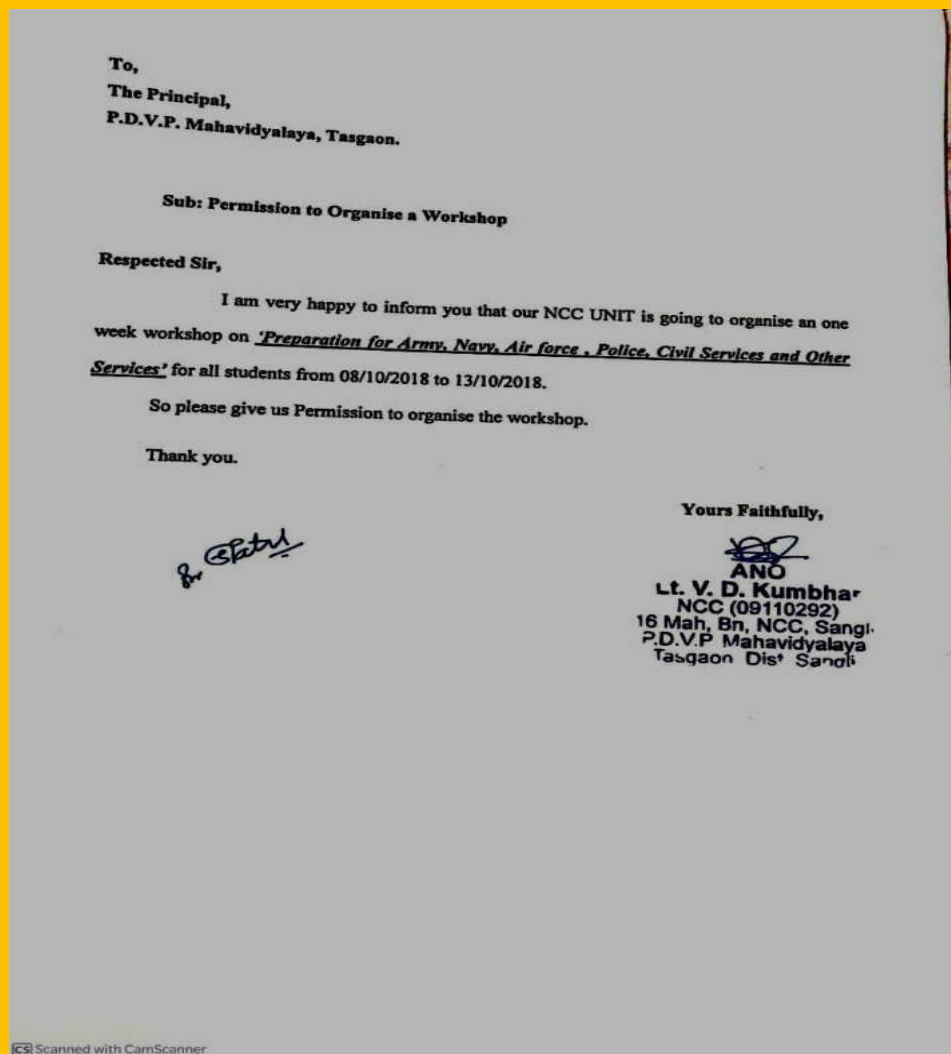 To,
The Principal,
P.D.V.P. Mahavidyalaya, Tasgaon.
Sub: Permission to Organise a Workshop
Respected Sir,
I am very happy to inform you that our NCC UNIT is going to organise an one
week workshop on 'Preparation for Army, Navy, Air force , Police, Civil Services and Other
Services' for all students from 08/10/2018 to 13/10/2018.
So please give us Permission to organise the workshop.
Thank you.
Yours Faithfully,
ANO
Lt. V. D. Kumbhar
NCC (09110292)
16 Mah, Bn, NCC, Sangli
P.D.V.P Mahavidyalaya
Tasgaon Dist Sangli
CS Scanned with CamScanner